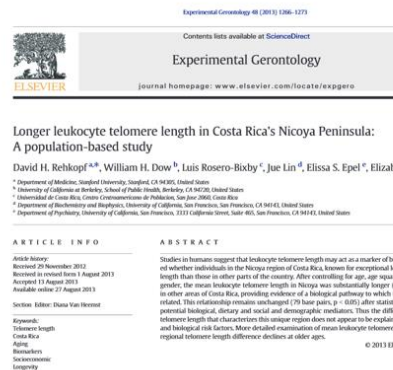 Experimental Gerontology 48 (2013) 1266–1273
Contents lists available at ScienceDirect
Experimental Gerontology
journal homepage: www.elsevier.com/locate/expgero
ELSEVIER
Longer leukocyte telomere length in Costa Rica's Nicoya Peninsula:
A population-based study
David H. Rehkopf a,*, William H. Dow b, Luis Rosero-Bixby c, Jue Lin d, Elissa S. Epel e, Eliza
a Department of Medicine, Stanford University, Stanford, CA 94305, United States
b University of California at Berkeley, School of Public Health, Berkeley, CA 94720, United States
c Universidad de Costa Rica, Centro Centroamericano de Poblacion, San Jose 2060, Costa Rica
d Department of Biochemistry and Biophysics, University of California, San Francisco, San Francisco, CA 94143, United States
e Department of Psychiatry, University of California, San Francisco, 3333 California Street, Suite 465, San Francisco, CA 94143, United States
ARTICLE INFO
Article history:
Received 29 November 2012
Received in revised form 1 August 2013
Accepted 13 August 2013
Available online 27 August 2013
Section Editor: Diana Van Heemst
Keywords:
Telomere length
Costa Rica
Aging
Biomarkers
Socioeconomic
Longevity
ABSTRACT
Studies in humans suggest that leukocyte telomere length may act as a marker of b
ed whether individuals in the Nicoya region of Costa Rica, known for exceptional l
length than those in other parts of the country. After controlling for age, age squa
gender, the mean leukocyte telomere length in Nicoya was substantially longer (
in other areas of Costa Rica, providing evidence of a biological pathway to which
related. This relationship remains unchanged (79 base pairs, p < 0.05) after statist
potential biological, dietary and social and demographic mediators. Thus the diffe
telomere length that characterizes this unique region does not appear to be explain
and biological risk factors. More detailed examination of mean leukocyte telomere
regional telomere length difference declines at older ages.
© 2013 El